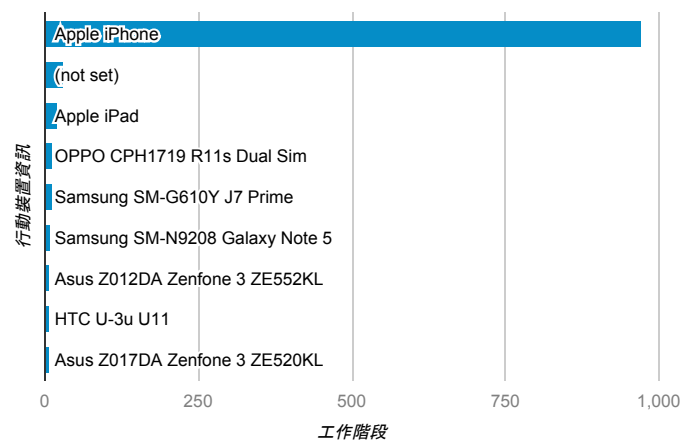 Apple iPhone
(not set)
Apple iPad
OPPO CPH1719 R11s Dual Sim
Samsung SM-G610Y J7 Prime
Samsung SM-N9208 Galaxy Note 5
Asus Z012DA Zenfone 3 ZE552KL
HTC U-3u U11
Asus Z017DA Zenfone 3 ZE520KL
行動裝置資訊
0 250 500 750 1,000
工作階段